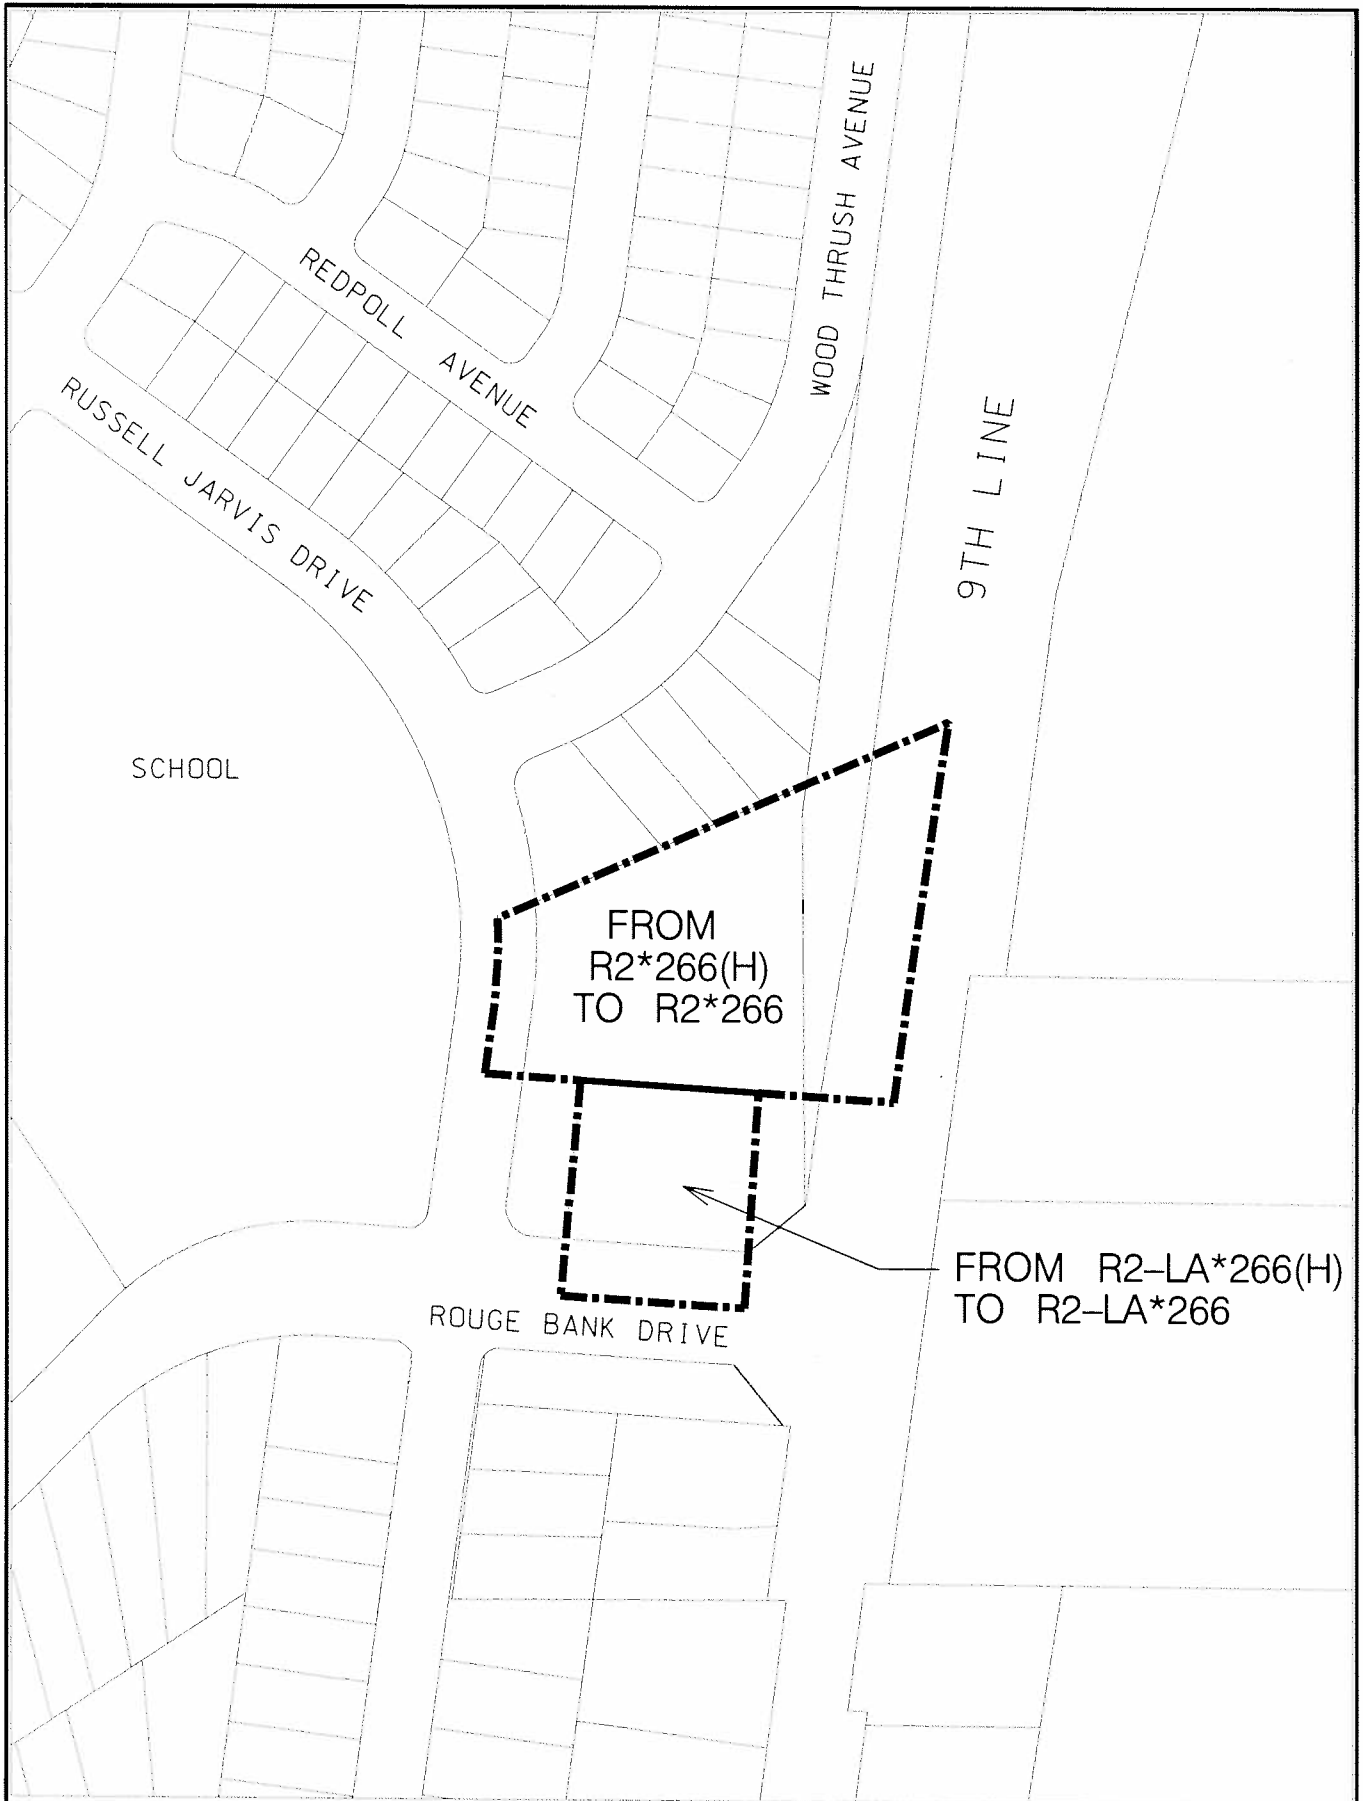 WOOD THRUSH AVENUE
REDPOLL AVENUE
RUSSELL JARVIS DRIVE
9TH LINE
SCHOOL
FROM
R2*266(H)
TO R2*266
FROM R2-LA*266(H)
TO R2-LA*266
ROUGE BANK DRIVE